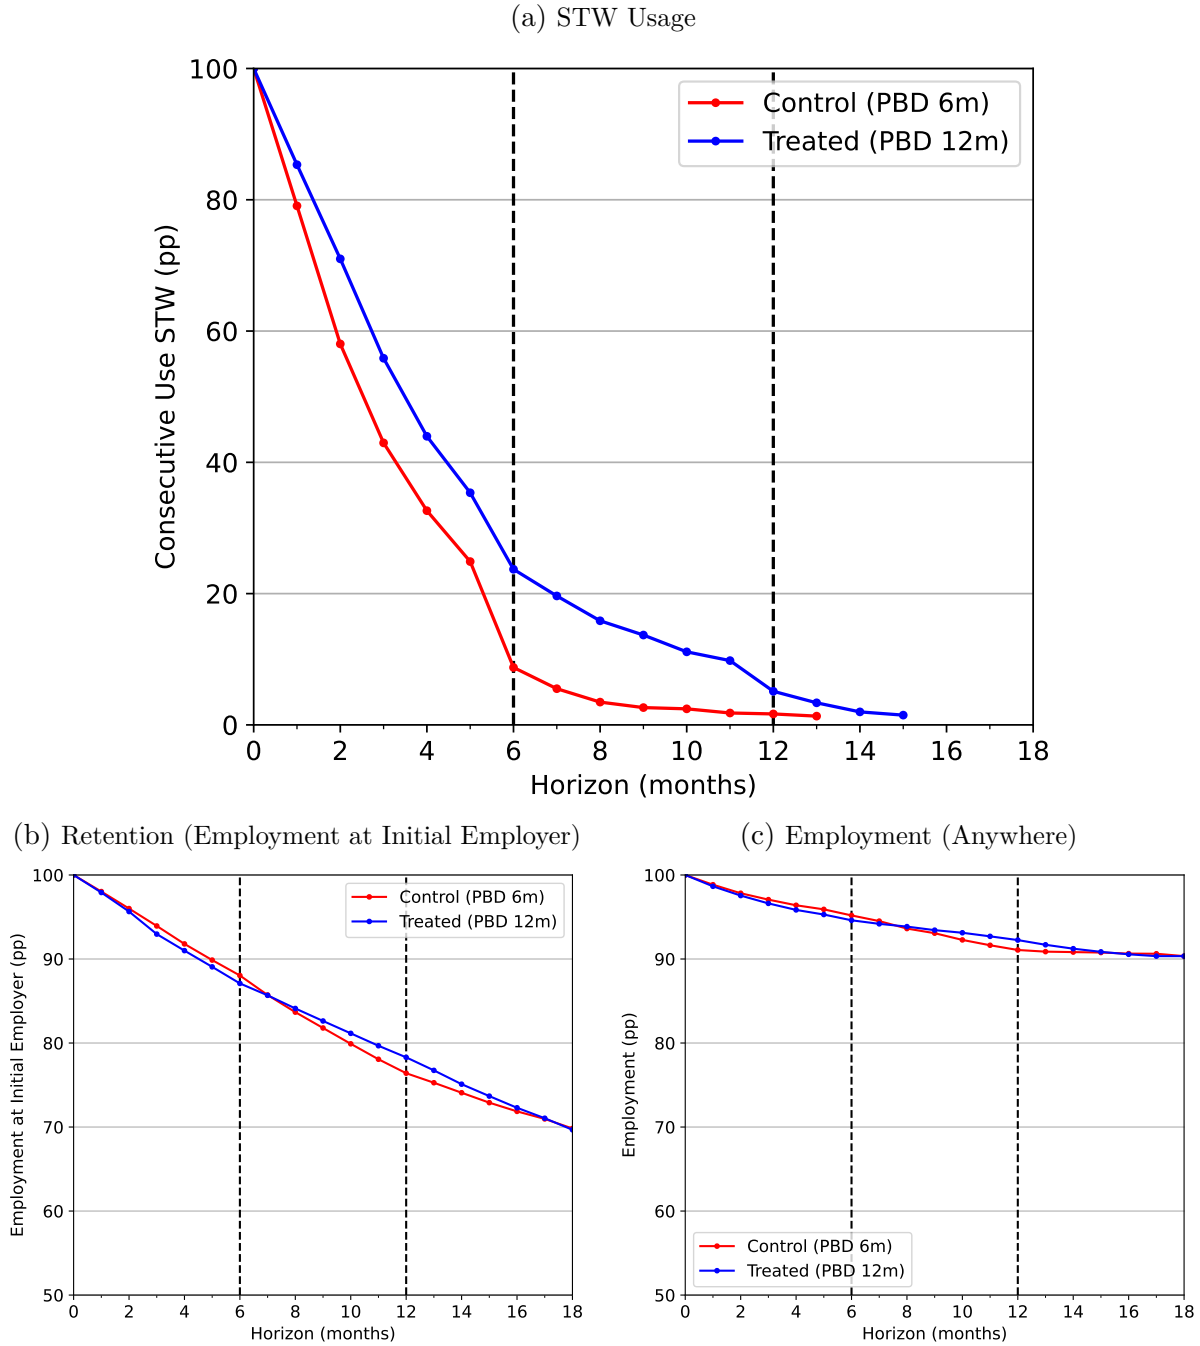 (a) STW Usage
Control (PBD 6m)
Treated (PBD 12m)
Consecutive Use STW (pp)
100
80
60
40
20
0
0 2 4 6 8 10 12 14 16 18
Horizon (months)
(b) Retention (Employment at Initial Employer)
Control (PBD 6m)
Treated (PBD 12m)
Employment at Initial Employer (pp)
100
90
80
70
60
50
0 2 4 6 8 10 12 14 16 18
Horizon (months)
(c) Employment (Anywhere)
Employment (pp)
100
90
80
70
60
50
Control (PBD 6m)
Treated (PBD 12m)
0 2 4 6 8 10 12 14 16 18
Horizon (months)